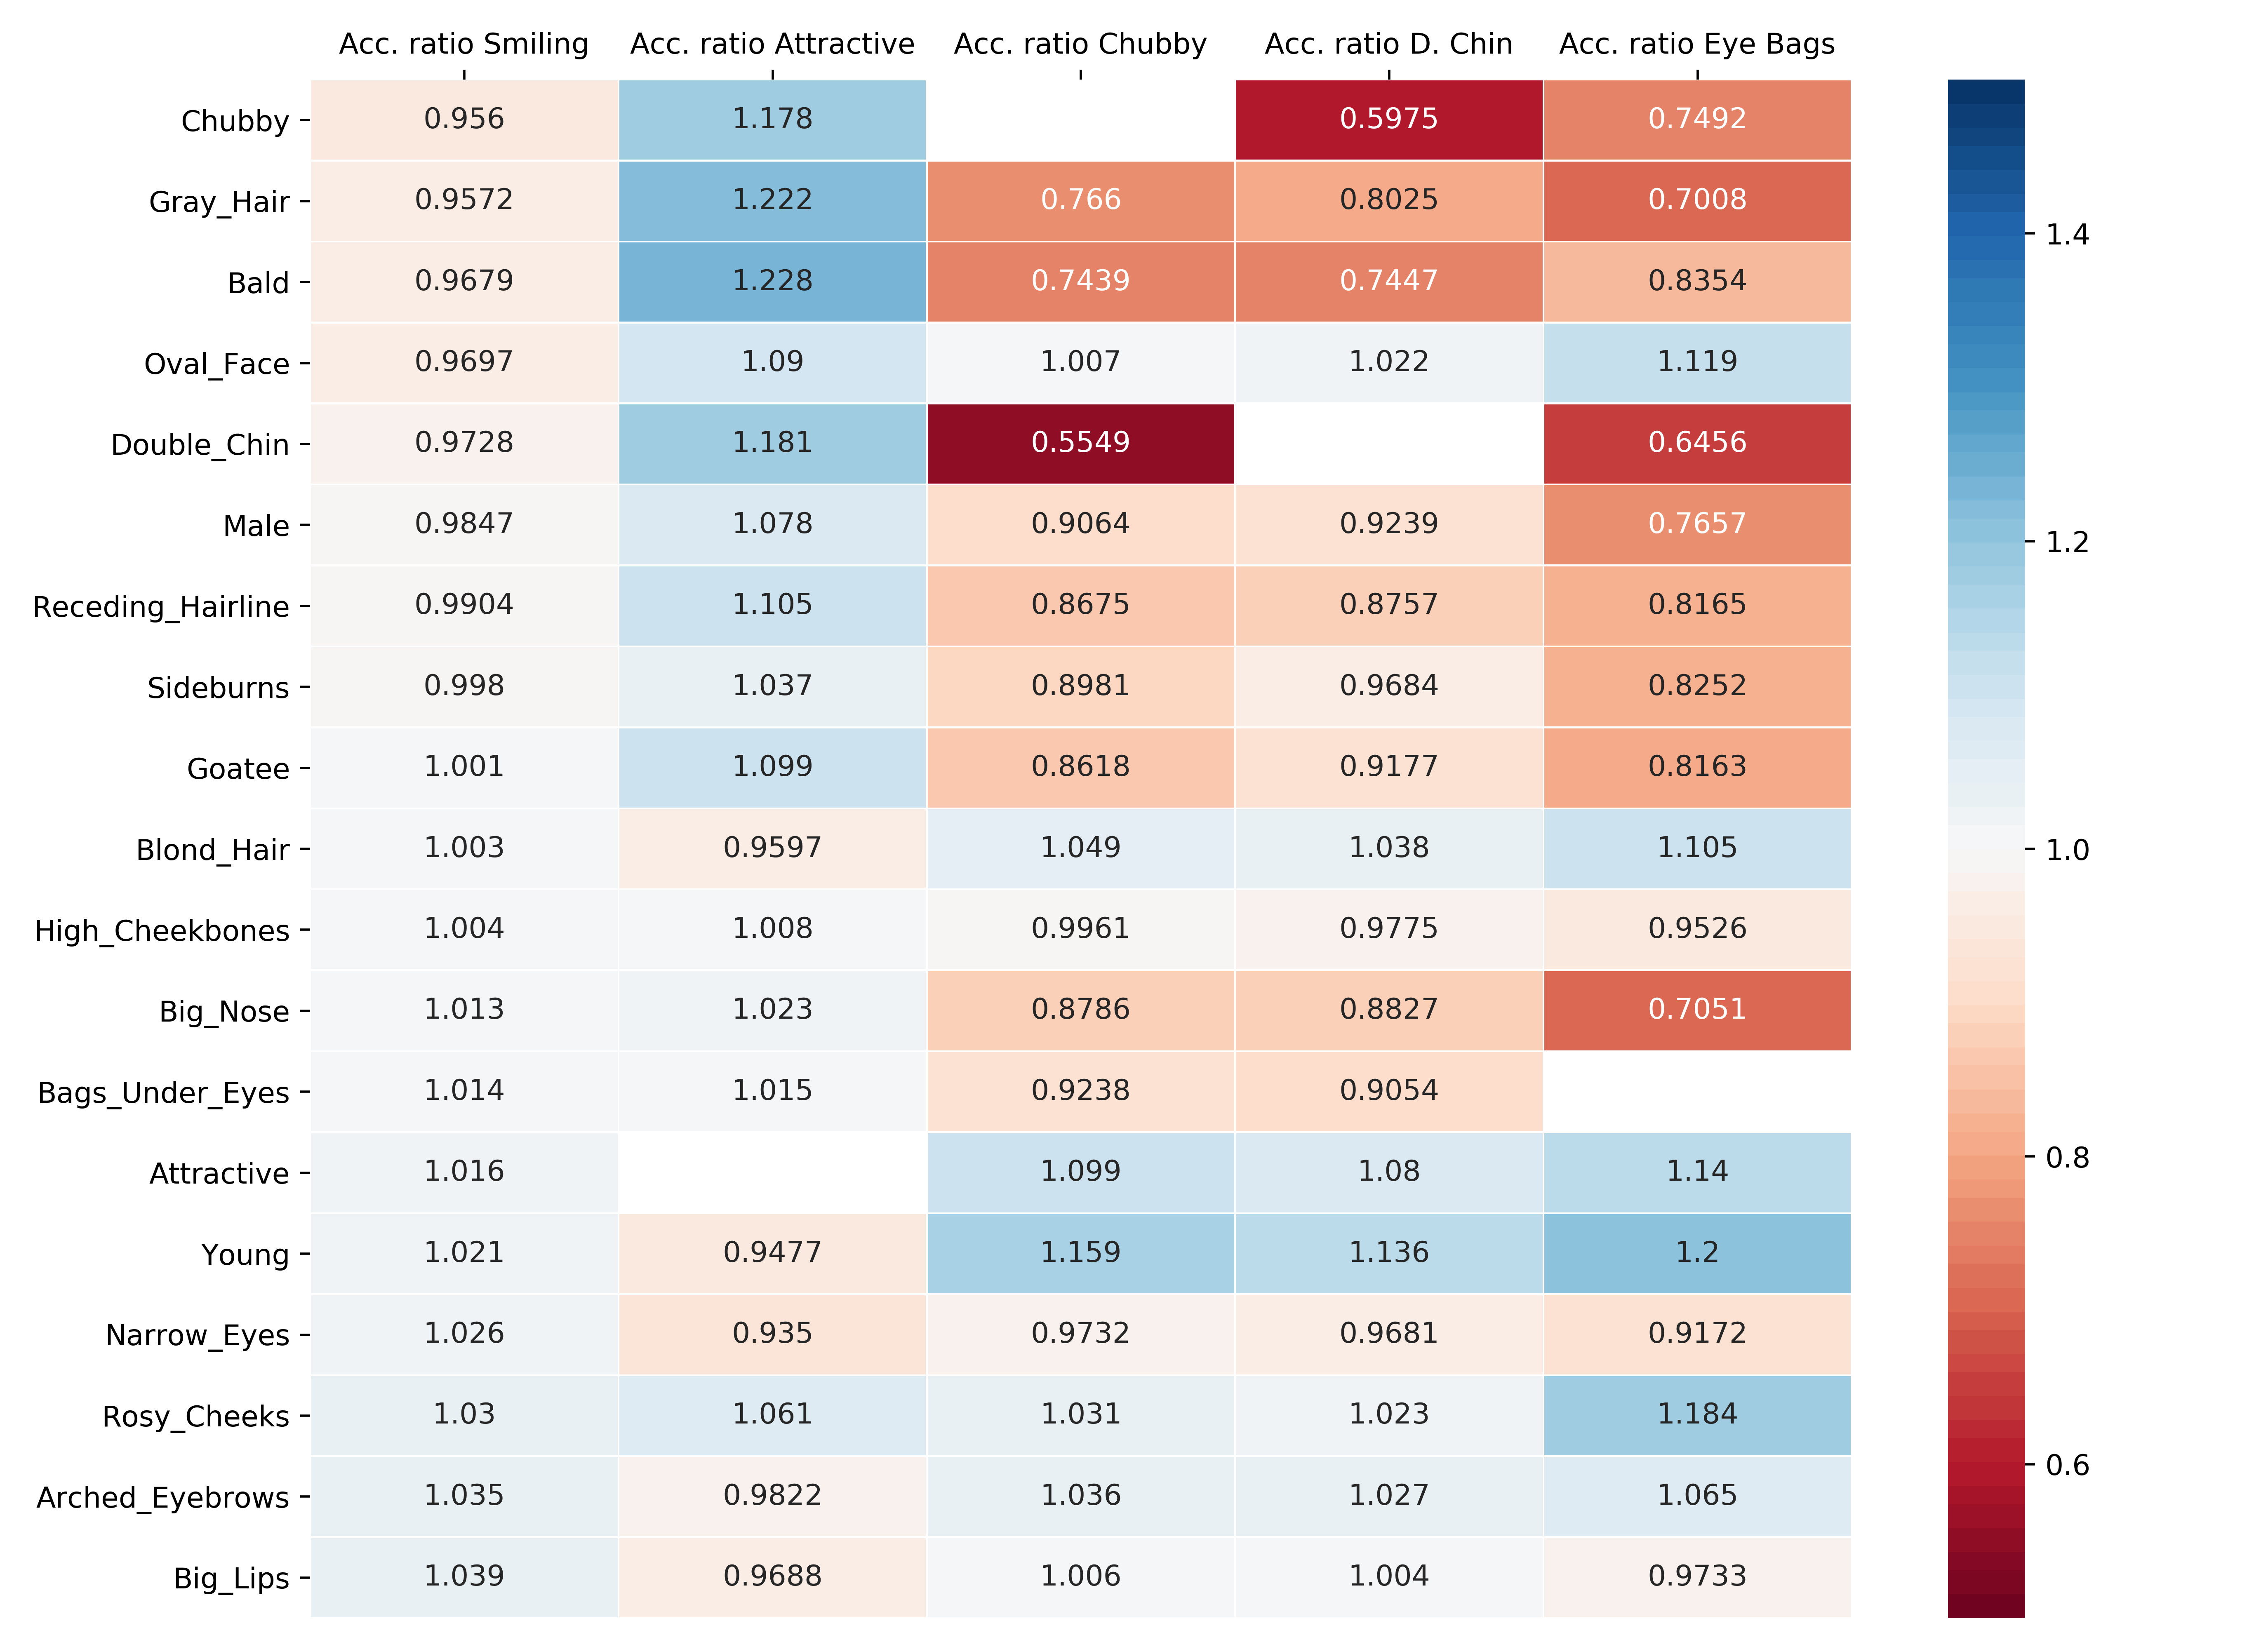 Acc. ratio Smiling Acc. ratio Attractive Acc. ratio Chubby Acc. ratio D. Chin Acc. ratio Eye Bags
Chubby 0.956 1.178 0.5975 0.7492
Gray_Hair 0.9572 1.222 0.766 0.8025 0.7008
1.4
Bald 0.9679 1.228 0.7439 0.7447 0.8354
Oval_Face 0.9697 1.09 1.007 1.022 1.119
Double_Chin 0.9728 1.181 0.5549 0.6456
Male 0.9847 1.078 0.9064 0.9239 0.7657
1.2
Receding_Hairline 0.9904 1.105 0.8675 0.8757 0.8165
Sideburns 0.998 1.037 0.8981 0.9684 0.8252
Goatee 1.001 1.099 0.8618 0.9177 0.8163
Blond_Hair 1.003 0.9597 1.049 1.038 1.105
1.0
High_Cheekbones 1.004 1.008 0.9961 0.9775 0.9526
Big_Nose 1.013 1.023 0.8786 0.8827 0.7051
Bags_Under_Eyes 1.014 1.015 0.9238 0.9054
Attractive 1.016 1.099 1.08 1.14
0.8
Young 1.021 0.9477 1.159 1.136 1.2
Narrow_Eyes 1.026 0.935 0.9732 0.9681 0.9172
Rosy_Cheeks 1.03 1.061 1.031 1.023 1.184
0.6
Arched_Eyebrows 1.035 0.9822 1.036 1.027 1.065
Big_Lips 1.039 0.9688 1.006 1.004 0.9733